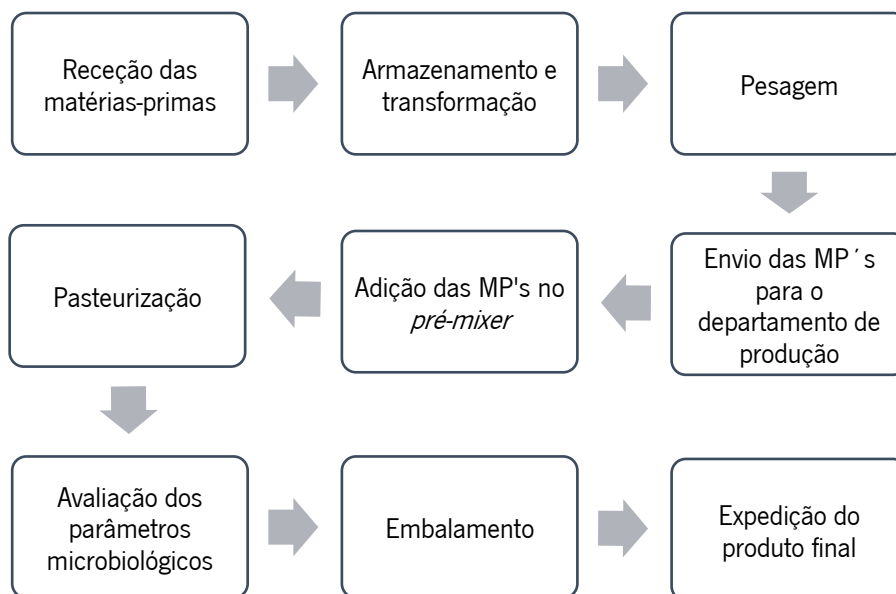 Receção das
matérias-primas
Armazenamento e
transformação
Pesagem
Envio das MP´s
para o
departamento de
produção
Adição das MP's no
pré-mixer
Pasteurização
Avaliação dos
parâmetros
microbiológicos
Embalamento
Expedição do
produto final